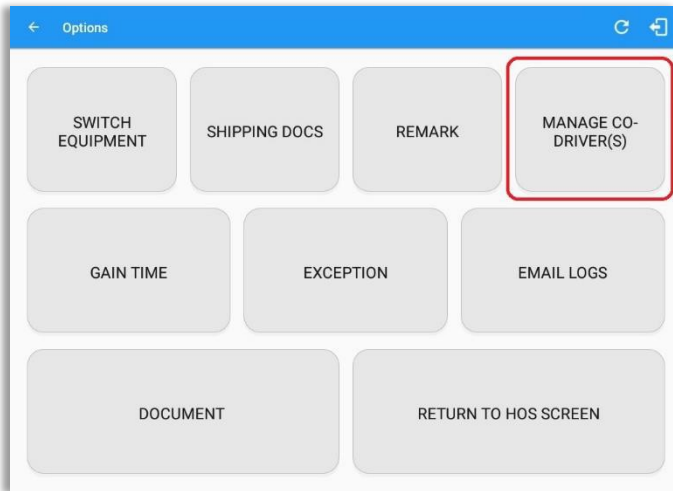 Options
SWITCH
EQUIPMENT
SHIPPING DOCS
REMARK
MANAGE CO-
DRIVER(S)
GAIN TIME
EXCEPTION
EMAIL LOGS
DOCUMENT
RETURN TO HOS SCREEN